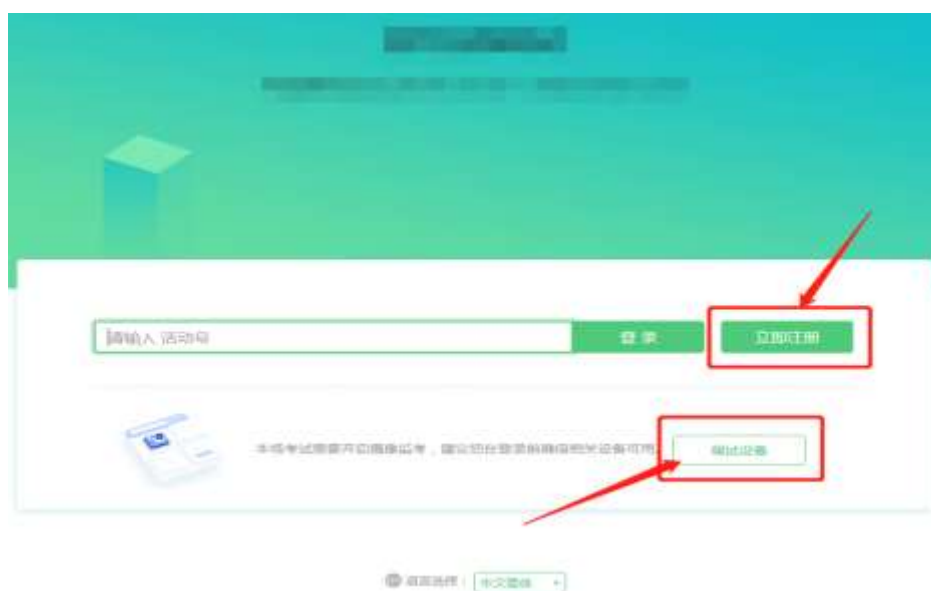 请输入 活动号
登 录
立即注册
本场考试需要开启摄像监考，建议您在登录前确保相关设备可用
调试设备
语言选择：
中文简体